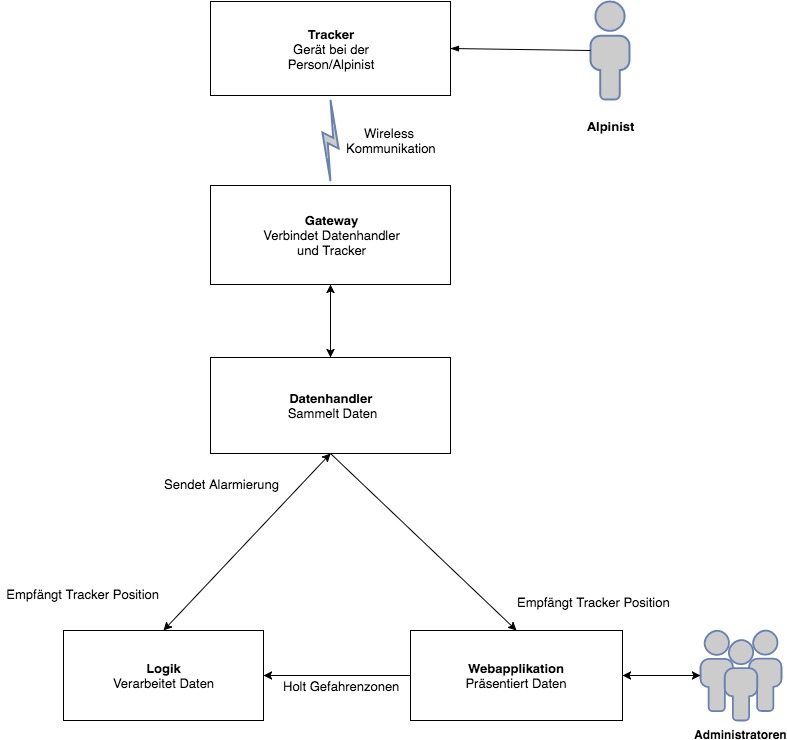 Tracker
Gerät bei der
Person/Alpinist
Alpinist
Wireless
Kommunikation
Gateway
Verbindet Datenhandler
und Tracker
Datenhandler
Sammelt Daten
Sendet Alarmierung
Empfängt Tracker Position
Empfängt Tracker Position
Logik
Verarbeitet Daten
Holt Gefahrenzonen
Webapplikation
Präsentiert Daten
Administratoren